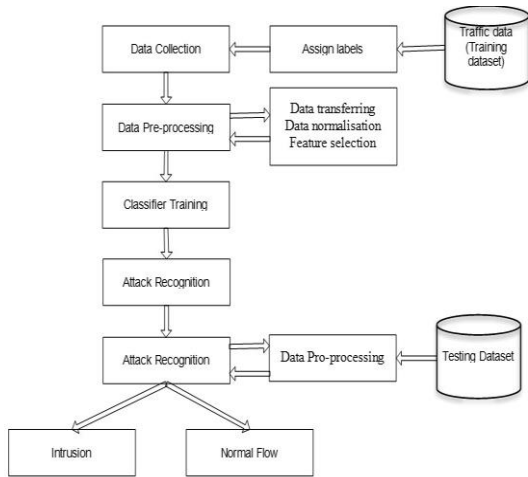 Data Collection
Assign labels
Traffic data
(Training
dataset)
Data Pre-processing
Data transferring
Data normalisation
Feature selection
Classifier Training
Attack Recognition
Attack Recognition
Data Pro-processing
Testing Dataset
Intrusion
Normal Flow